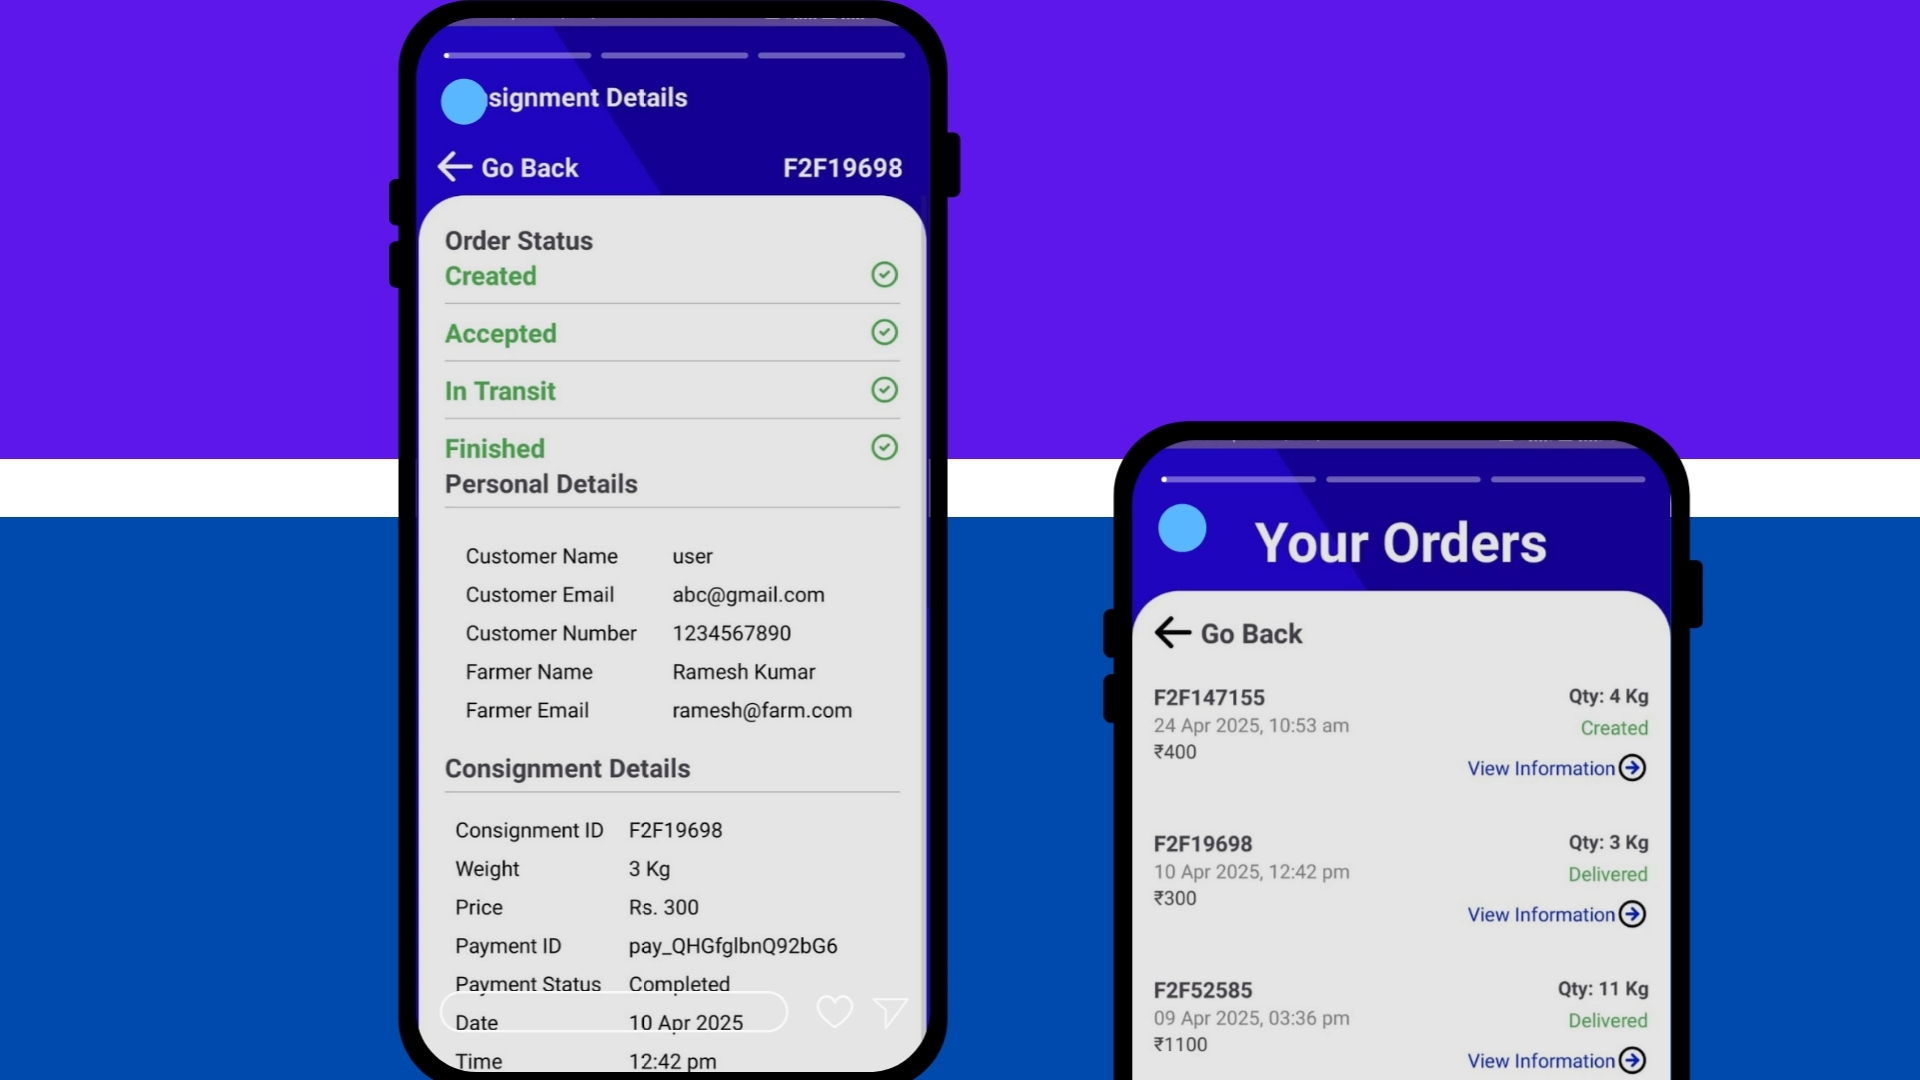 signment Details
Go Back F2F19698
Order Status
Created
Accepted
In Transit
Finished
Personal Details
Customer Name user
Customer Email abc@gmail.com
Customer Number 1234567890
Farmer Name Ramesh Kumar
Farmer Email ramesh@farm.com
Consignment Details
Consignment ID F2F19698
Weight 3 Kg
Price Rs. 300
Payment ID pay_QHGfglbnQ92bG6
Payment Status Completed
Date 10 Apr 2025
Time 12:42 pm
Your Orders
Go Back
F2F147155 Qty: 4 Kg
24 Apr 2025, 10:53 am Created
₹400
View Information
F2F19698 Qty: 3 Kg
10 Apr 2025, 12:42 pm Delivered
₹300
View Information
F2F52585 Qty: 11 Kg
09 Apr 2025, 03:36 pm Delivered
₹1100
View Information